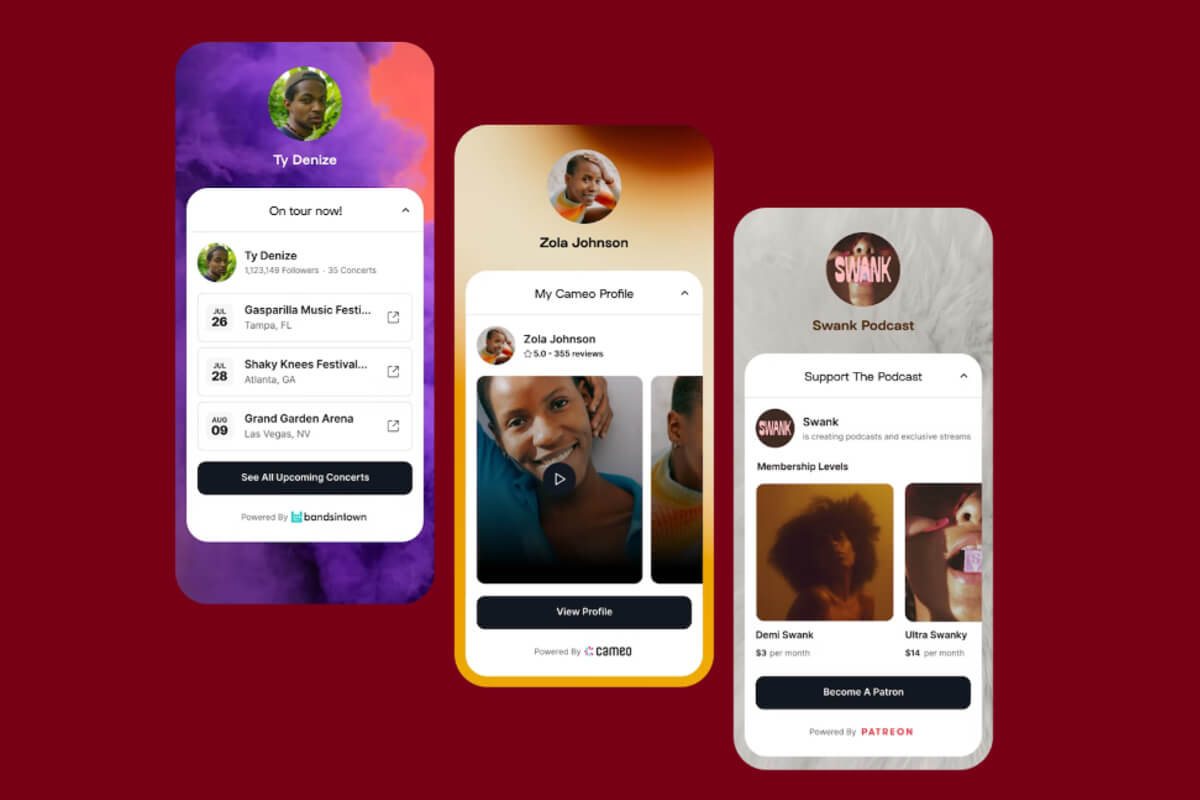 Ty Denize
On tour now!
Ty Denize
1,123,149 Followers · 35 Concerts
JUL
26
Gasparilla Music Festi...
Tampa, FL
JUL
28
Shaky Knees Festival...
Atlanta, GA
AUG
09
Grand Garden Arena
Las Vegas, NV
See All Upcoming Concerts
Powered By bandsintown
Zola Johnson
My Cameo Profile
Zola Johnson
5.0 • 355 reviews
View Profile
Powered By cameo
SWANK
Swank Podcast
Support The Podcast
SWANK
Swank
is creating podcasts and exclusive streams
Membership Levels
Demi Swank
$3 per month
Ultra Swanky
$14 per month
Become A Patron
Powered By PATREON